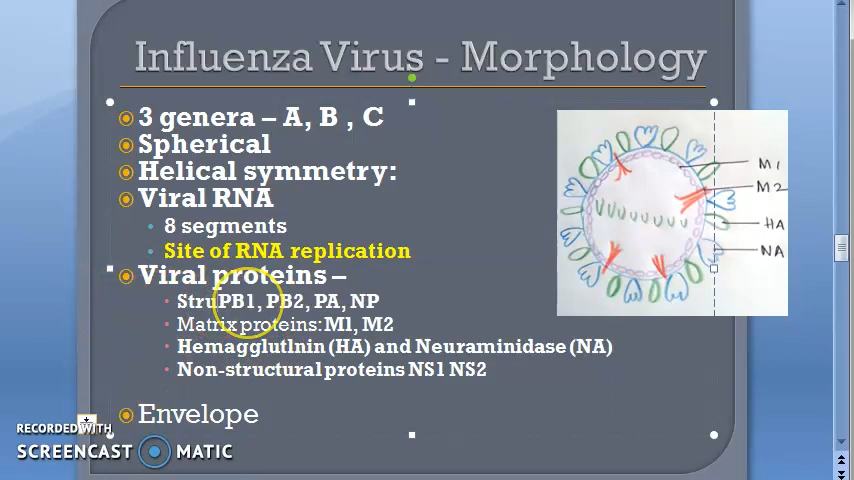 Influenza Virus - Morphology
3 genera – A, B , C
Spherical
Helical symmetry:
Viral RNA
8 segments
Site of RNA replication
Viral proteins –
StruPB1, PB2, PA, NP
Matrix proteins: M1, M2
Hemagglutlnin (HA) and Neuraminidase (NA)
Non-structural proteins NS1 NS2
Envelope
M1
M2
HA
NA
RECORDED WITH
SCREENCAST MATIC